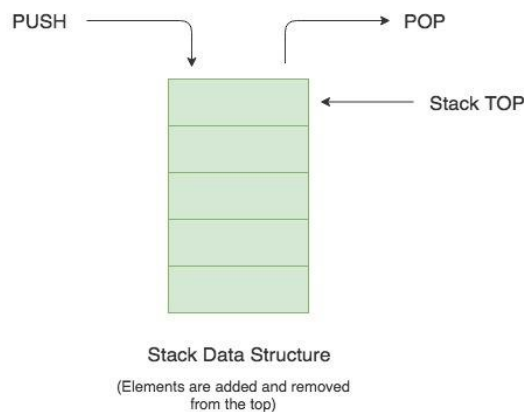 PUSH
POP
Stack TOP
Stack Data Structure
(Elements are added and removed
from the top)